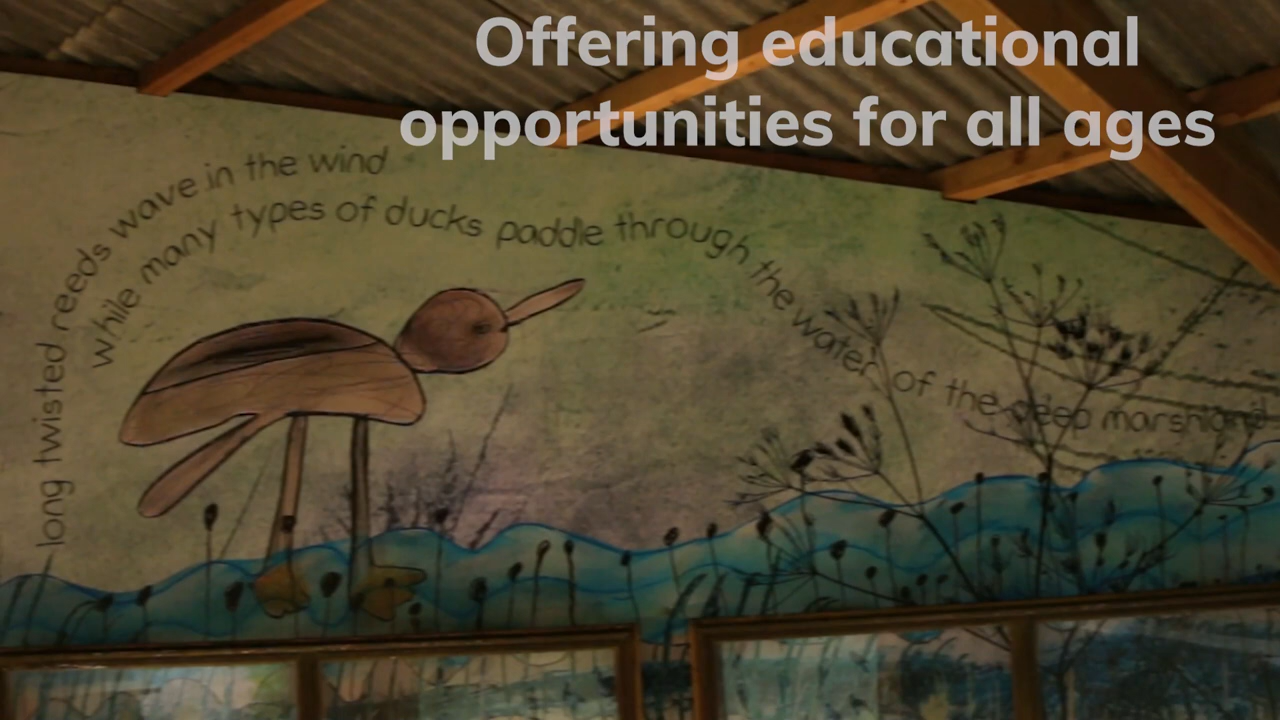 Offering educational
opportunities for all ages
long twisted reeds wave in the wind
while many types of ducks paddle through the water of the deep marshland